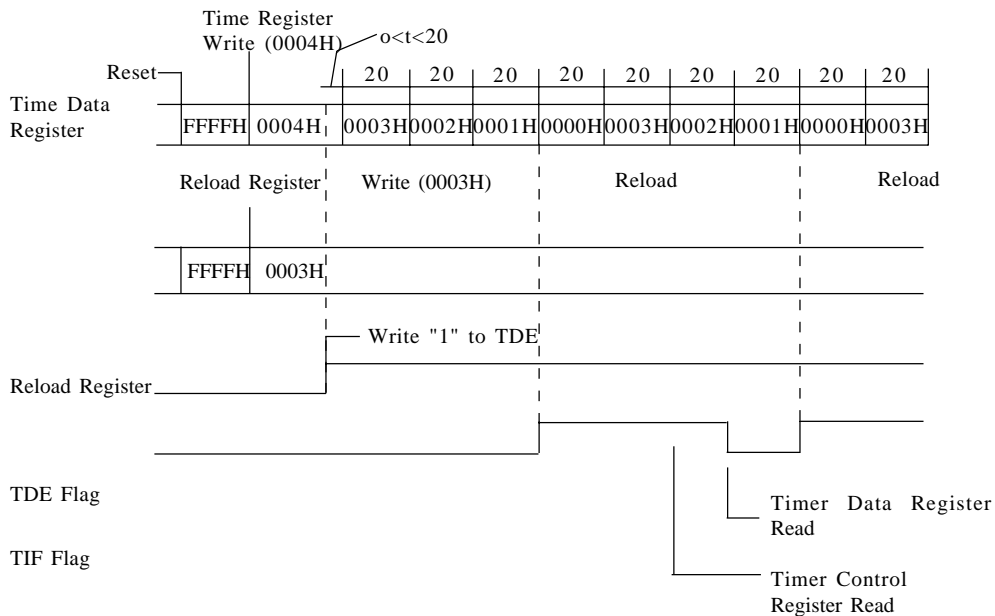 Time Register
Write (0004H)
o<t<20
Reset
20 20 20 20 20 20 20 20 20
Time Data
Register
FFFFH 0004H 0003H 0002H 0001H 0000H 0003H 0002H 0001H 0000H 0003H
Reload Register Write (0003H) Reload Reload
FFFFH 0003H
Write "1" to TDE
Reload Register
TDE Flag
Timer Data Register
Read
TIF Flag
Timer Control
Register Read